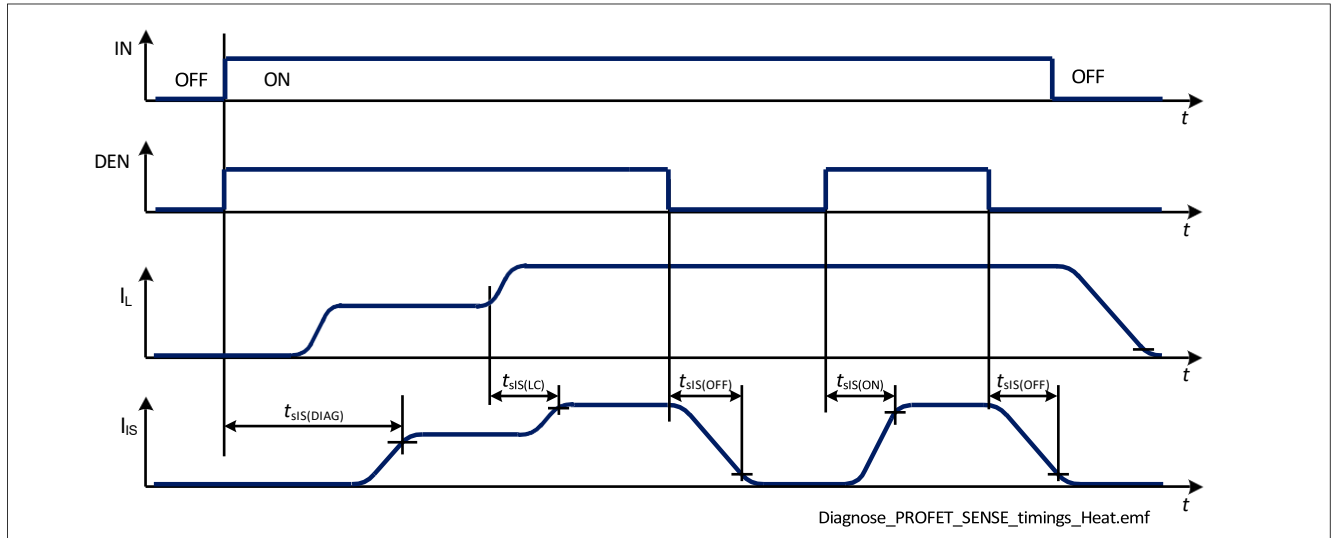 IN
OFF
ON
OFF
t
DEN
t
IL
t
tsIS(DIAG)
tsIS(LC)
tsIS(OFF)
tsIS(ON)
tsIS(OFF)
IIS
t
Diagnose_PROFET_SENSE_timings_Heat.emf